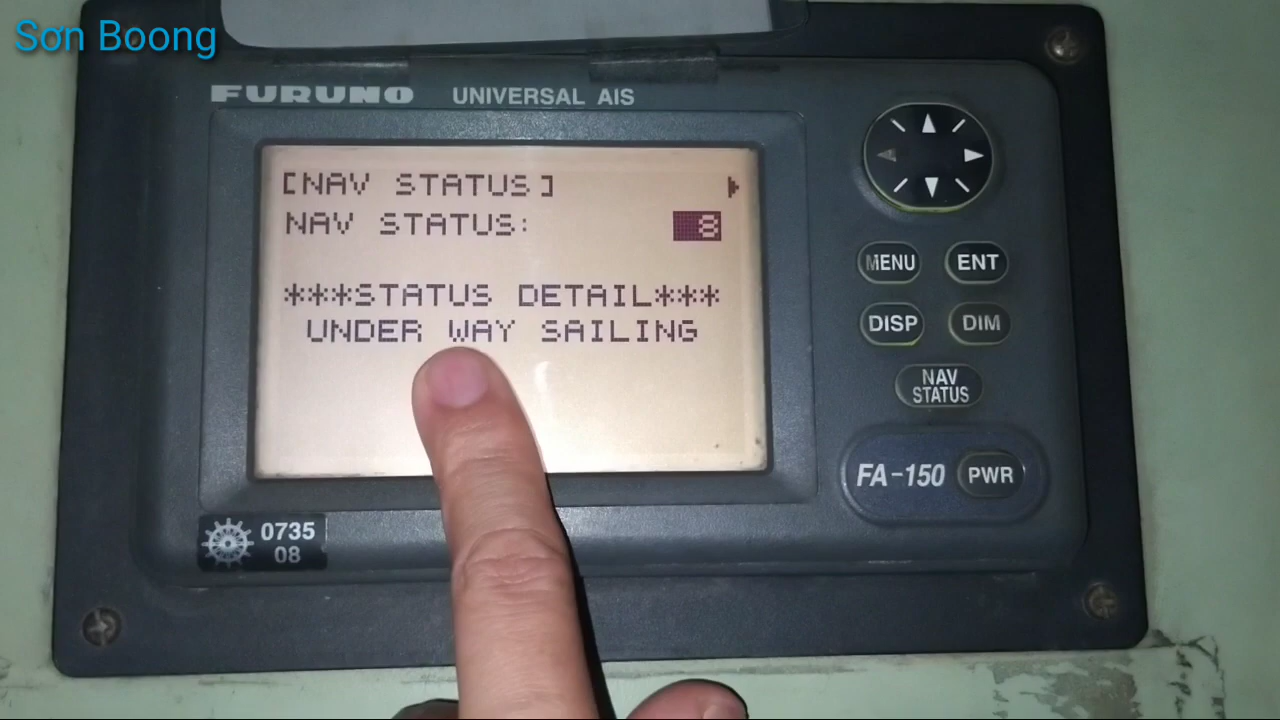 Sơn Boong
FURUNO UNIVERSAL AIS
[NAV STATUS]
NAV STATUS: 8
***STATUS DETAIL***
UNDER WAY SAILING
MENU ENT
DISP DIM
NAV
STATUS
FA-150 PWR
0735
08